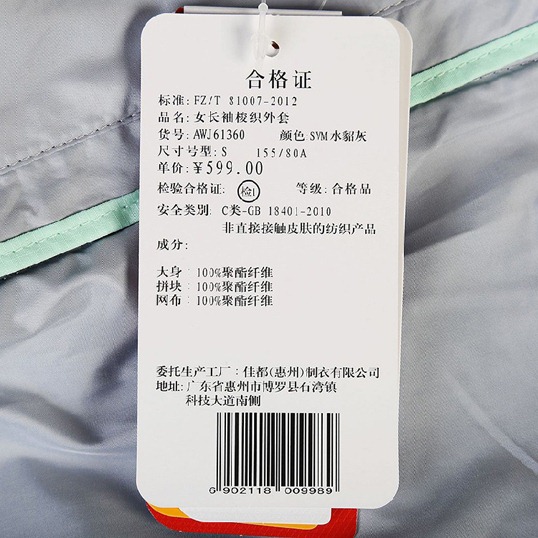 合格证
标准: FZ/T 81007-2012
品名: 女长袖梭织外套
货号: AWJ61360 颜色 SVM水貂灰
尺寸号型: S 155/80A
单价: ¥599.00
检验合格证: 检1 等级: 合格品
安全类别: C类-GB 18401-2010
非直接接触皮肤的纺织产品
成分:
大身: 100%聚酯纤维
拼块: 100%聚酯纤维
网布: 100%聚酯纤维
委托生产工厂: 佳都(惠州)制衣有限公司
地址: 广东省惠州市博罗县石湾镇
科技大道南侧
6 902118 009989